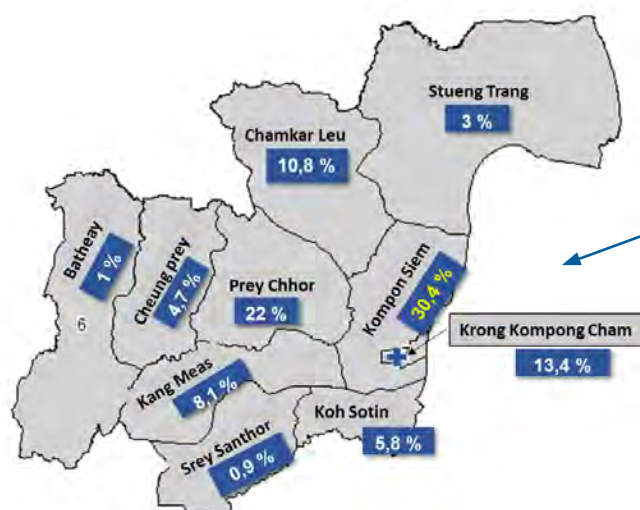 Stueng Trang
3 %
Chamkar Leu
10,8 %
Batheay
1 %
6
Cheung prey
4,7 %
Prey Chhor
22 %
Kompon Siem
30,4 %
Krong Kompong Cham
13,4 %
Kang Meas
8,1 %
Koh Sotin
5,8 %
Srey Santhor
0,9 %